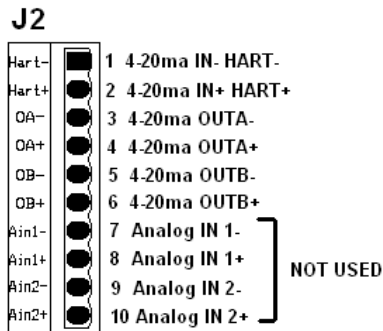 J2
Hart- 1 4-20ma IN- HART-
Hart+ 2 4-20ma IN+ HART+
OA- 3 4-20ma OUTA-
OA+ 4 4-20ma OUTA+
OB- 5 4-20ma OUTB-
OB+ 6 4-20ma OUTB+
Ain1- 7 Analog IN 1-
Ain1+ 8 Analog IN 1+
NOT USED
Ain2- 9 Analog IN 2-
Ain2+ 10 Analog IN 2+